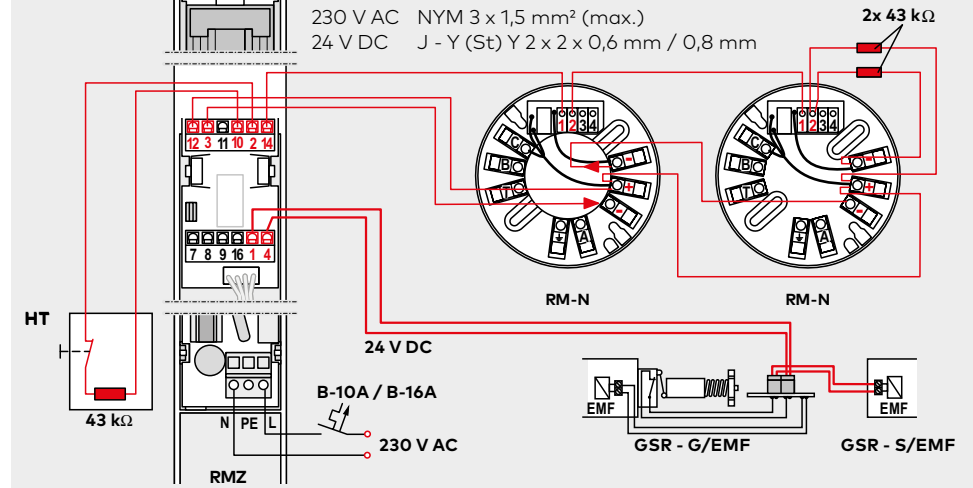 230 V AC NYM 3 x 1,5 mm² (max.)
24 V DC J - Y (St) Y 2 x 2 x 0,6 mm / 0,8 mm
2x 43 kΩ
12 3 11 10 2 14
1 2 3 4
C
B
T
-
+
-
A
1 2 3 4
C
B
T
-
+
-
A
7 8 9 16 1 4
RM-N
RM-N
HT
24 V DC
43 kΩ
N PE L
B-10A / B-16A
230 V AC
RMZ
EMF
EMF
GSR - G/EMF
GSR - S/EMF